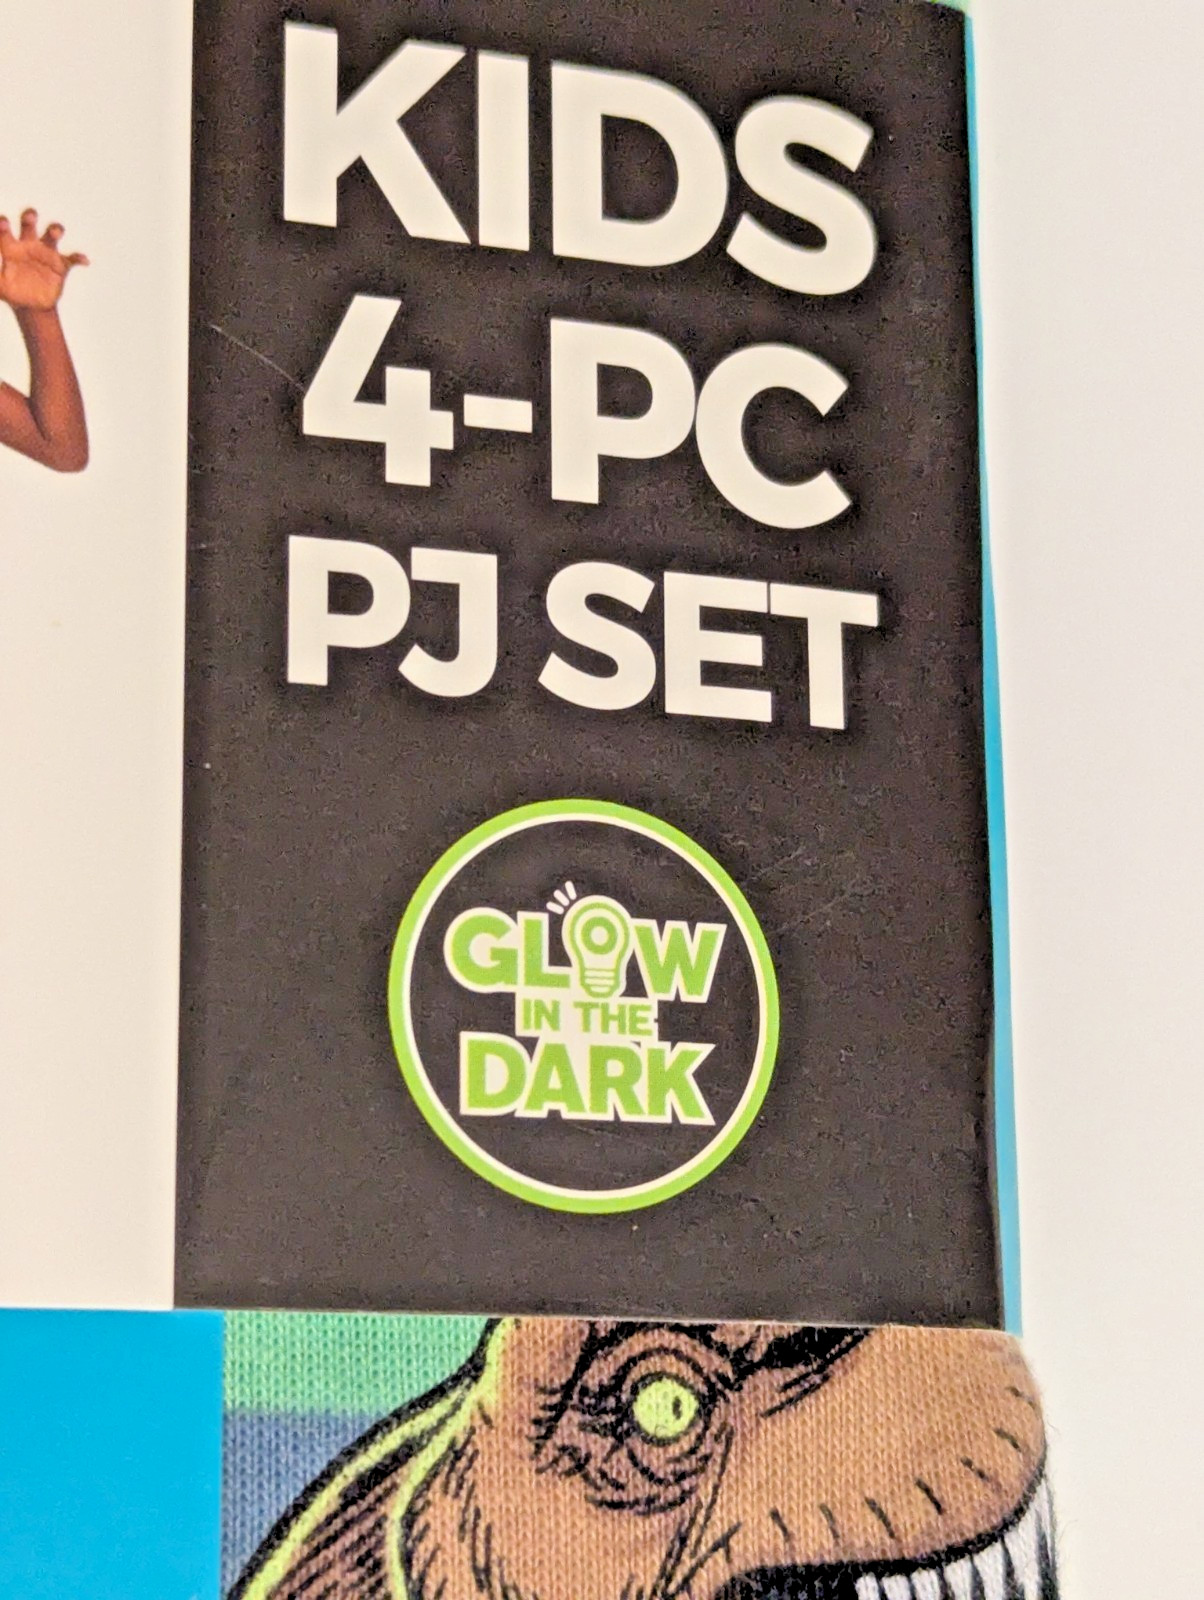 KIDS
4-PC
PJ SET
GLOW
IN THE
DARK